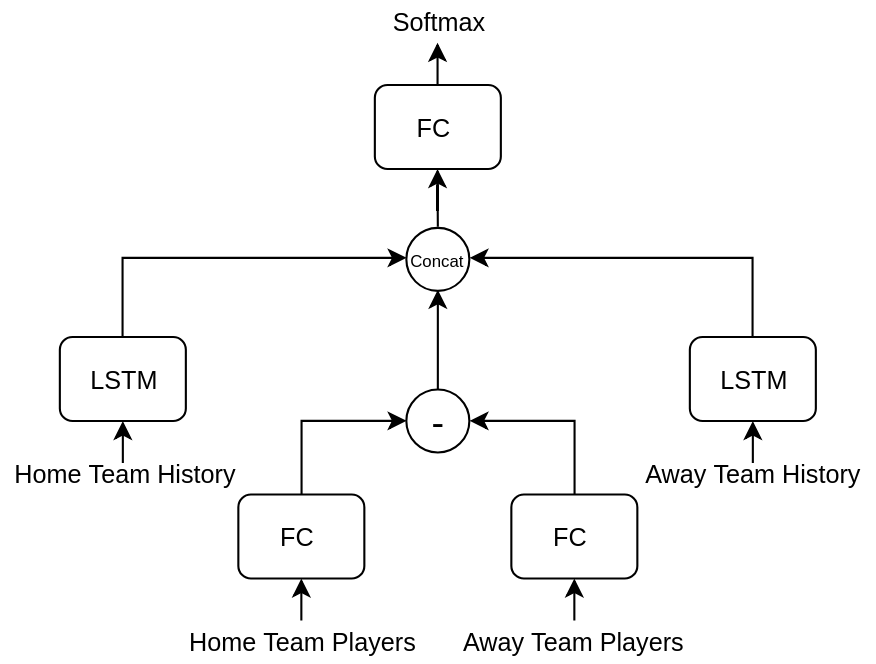 Softmax
FC
Concat
LSTM
LSTM
-
Home Team History
Away Team History
FC
FC
Home Team Players
Away Team Players